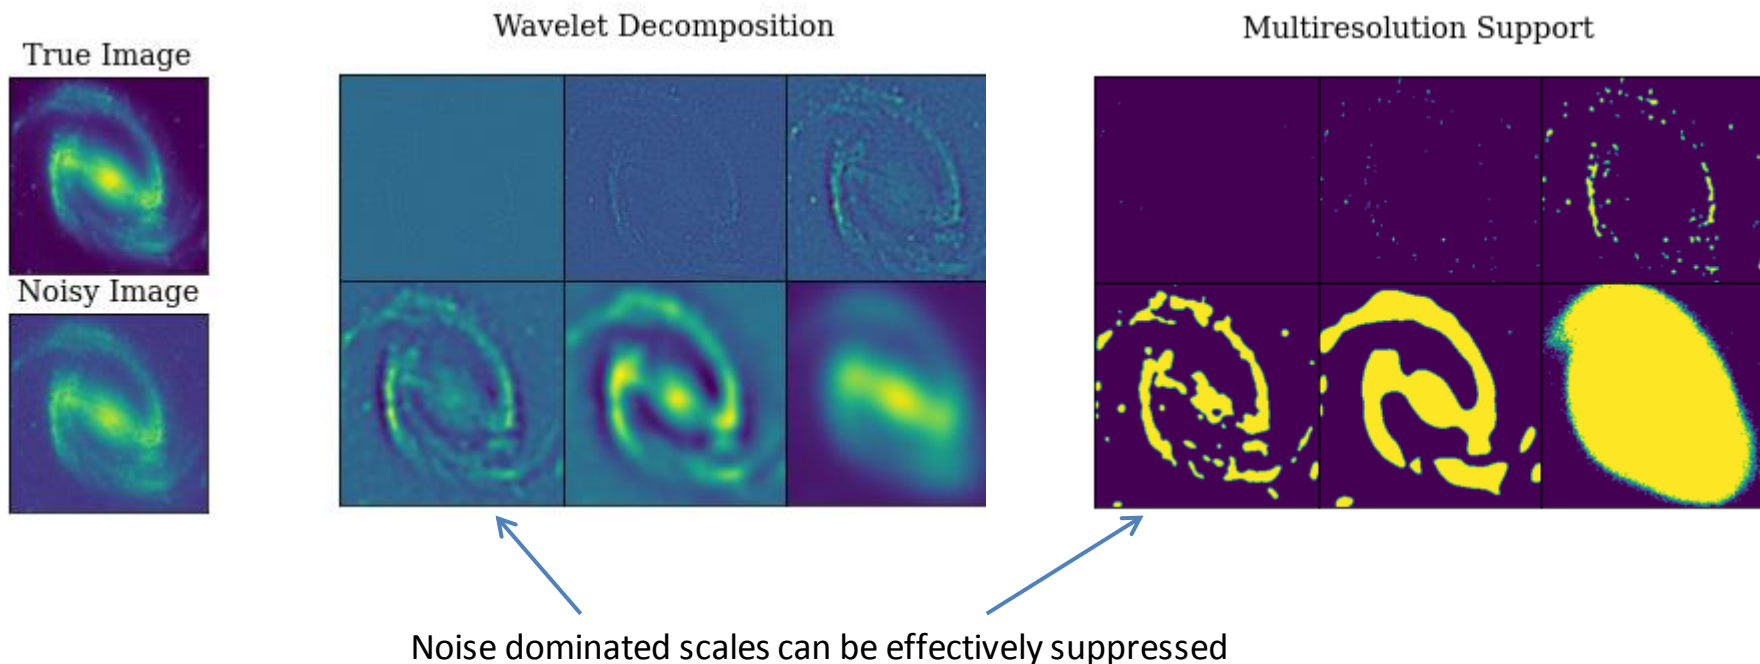 Wavelet Decomposition
Multiresolution Support
True Image
Noisy Image
Noise dominated scales can be effectively suppressed